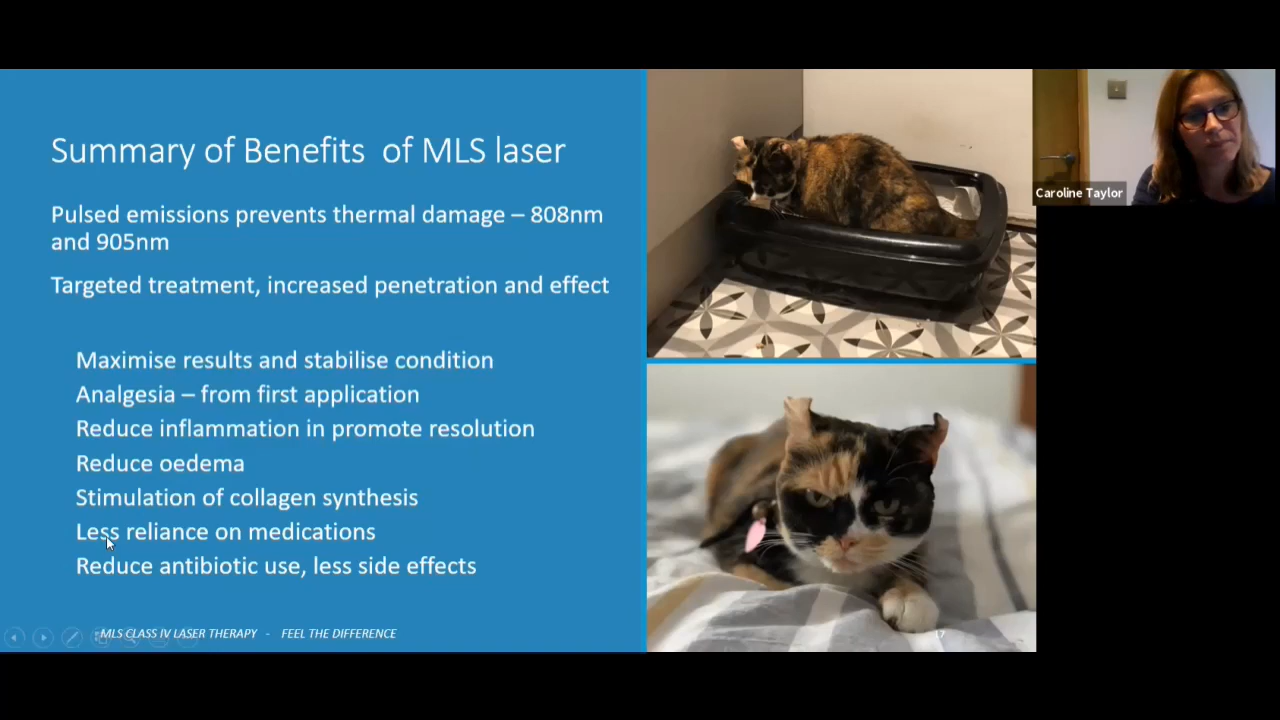 Summary of Benefits  of MLS laser
Pulsed emissions prevents thermal damage – 808nm
and 905nm
Targeted treatment, increased penetration and effect
Maximise results and stabilise condition
Analgesia – from first application
Reduce inflammation in promote resolution
Reduce oedema
Stimulation of collagen synthesis
Less reliance on medications
Reduce antibiotic use, less side effects
MLS CLASS IV LASER THERAPY   -   FEEL THE DIFFERENCE
17
Caroline Taylor